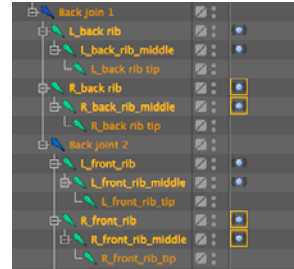 Back join 1
L_back rib
L_back_rib_middle
L_back rib tip
R_back rib
R_back_rib_middle
R_back rib tip
Back joint 2
L_front_rib
L_front_rib_middle
L_front_rib_tip
R_front_rib
R_front_rib_middle
R_front_rib_tip